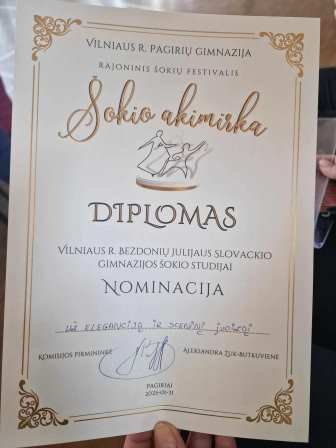 VILNIAUS R. PAGIRIŲ GIMNAZIJA
RAJONINIS ŠOKIŲ FESTIVALIS
Šokio akimirka
DIPLOMAS
VILNIAUS R. BEZDONIŲ JULIJAUS SLOVACKIO
GIMNAZIJOS ŠOKIO STUDIJAI
NOMINACIJA
UŽ ELEGANCIJĄ IR SCENINĮ ĮVAIZDĮ
KOMISIJOS PIRMININKĖ ALEKSANDRA ŽUK-BUTKUVIENĖ
PAGIRIAI